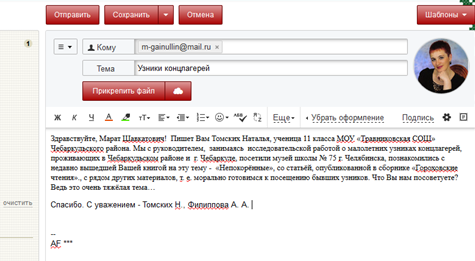 Отправить Сохранить Отмена Шаблоны
1
Кому m-gainullin@mail.ru ×
Тема Узники концлагерей
Прикрепить файл
Ж К Ч А А тТ ABC Еще Убрать оформление Подпись
Здравствуйте, Марат Шавкатович! Пишет Вам Томских Наталья, ученица 11 класса МОУ «Травниковская СОШ»
Чебаркульского района. Мы с руководителем, занимаясь исследовательской работой о малолетних узниках концлагерей,
проживающих в Чебаркульском районе и г. Чебаркуле, посетили музей школы № 75 г. Челябинска, познакомились с
недавно вышедшей Вашей книгой на эту тему - «Непокорённые», со статьёй, опубликованной в сборнике «Гороховские
чтения»., с рядом других материалов, т. е. морально готовимся к посещению бывших узников. Что Вы нам посоветуете?
Ведь это очень тяжёлая тема…
Спасибо. С уважением - Томских Н., Филиппова А. А.
очистить
--
AF ***